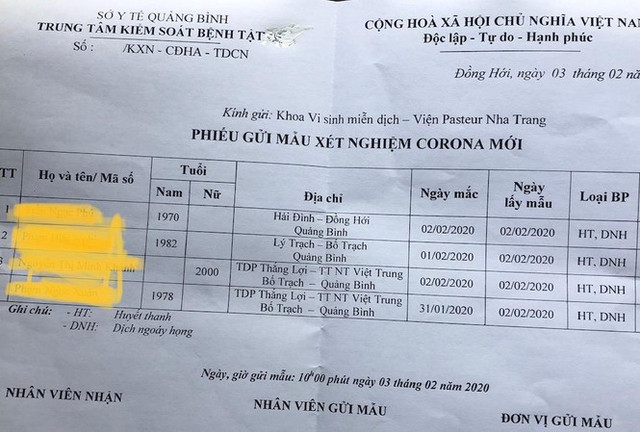 SỞ Y TẾ QUẢNG BÌNH
TRUNG TÂM KIỂM SOÁT BỆNH TẬT
Số : /KXN - CĐHA - TDCN
CỘNG HOÀ XÃ HỘI CHỦ NGHĨA VIỆT
Độc lập - Tự do - Hạnh phúc
Đồng Hới, ngày 03 tháng 02 năm
Kính gửi: Khoa Vi sinh miễn dịch – Viện Pasteur Nha Trang
PHIẾU GỬI MẪU XÉT NGHIỆM CORONA MỚI
TT Họ và tên/ Mã số Tuổi Nam Nữ Địa chỉ Ngày mắc Ngày lấy mẫu Loại BP
1 1970 Hải Đình – Đồng Hới Quảng Bình 02/02/2020 02/02/2020 HT, DNH
2 1982 Lý Trạch – Bố Trạch Quảng Bình 01/02/2020 02/02/2020 HT, DNH
3 2000 TDP Thắng Lợi – TT NT Việt Trung Bố Trạch – Quảng Bình 02/02/2020 02/02/2020 HT, DNH
1978 TDP Thắng Lợi – TT NT Việt Trung Bố Trạch – Quảng Bình 31/01/2020 02/02/2020 HT, DNH
Ghi chú: - HT: Huyết thanh
- DNH: Dịch ngoáy họng
Ngày, giờ gửi mẫu: 10h00 phút ngày 03 tháng 02 năm 2020
NHÂN VIÊN NHẬN
NHÂN VIÊN GỬI MẪU
ĐƠN VỊ GỬI MẪU